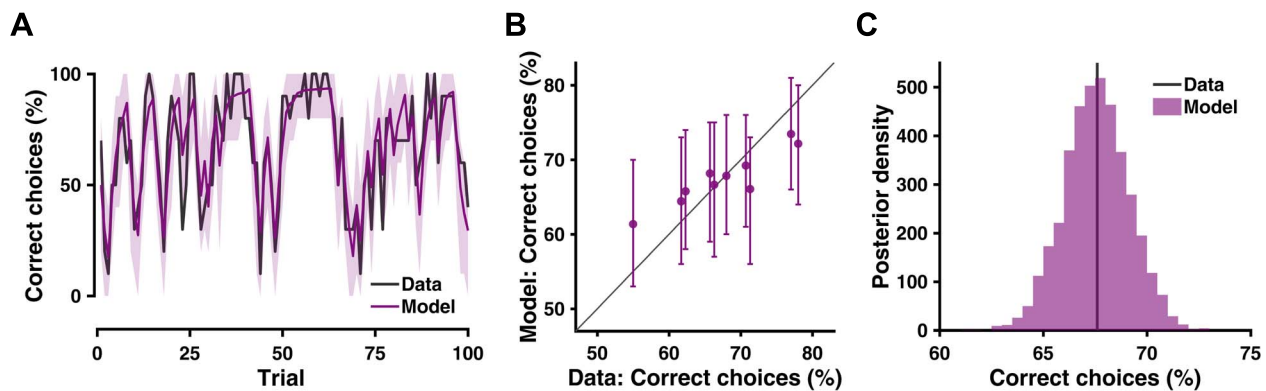 A
Correct choices (%)
100
50
0
Data
Model
0
25
50
75
100
Trial
B
Model: Correct choices (%)
80
70
60
50
50
60
70
80
Data: Correct choices (%)
C
Posterior density
500
400
300
200
100
0
Data
Model
60
65
70
75
Correct choices (%)